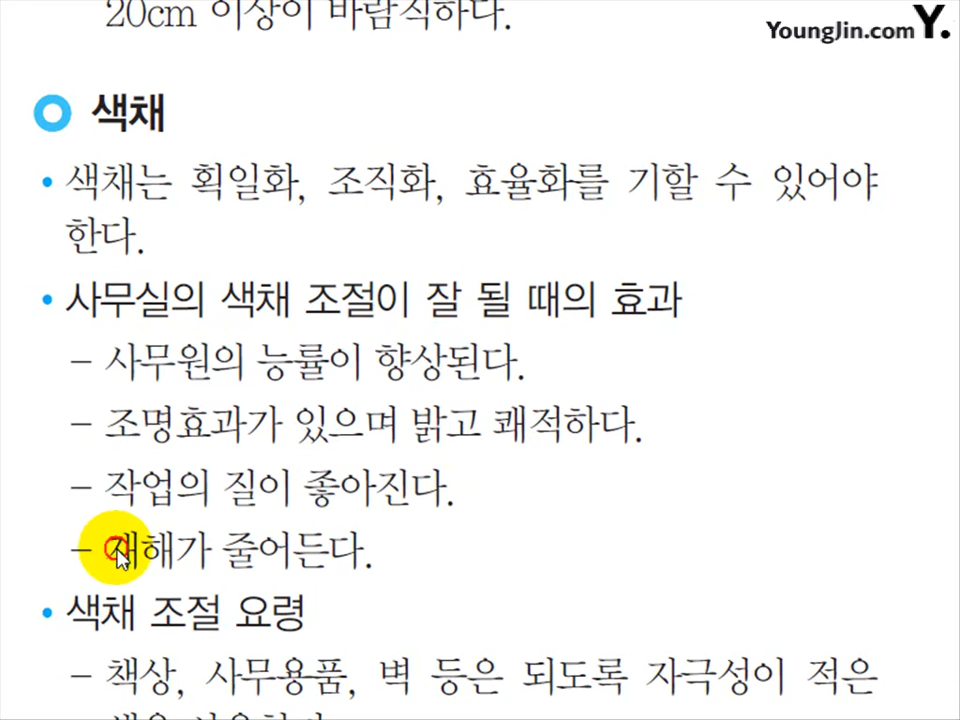 20cm 이상이 바람직하다.
YoungJin.com Y.
색채
• 색채는 획일화, 조직화, 효율화를 기할 수 있어야
한다.
• 사무실의 색채 조절이 잘 될 때의 효과
– 사무원의 능률이 향상된다.
– 조명효과가 있으며 밝고 쾌적하다.
– 작업의 질이 좋아진다.
– 재해가 줄어든다.
• 색채 조절 요령
– 책상, 사무용품, 벽 등은 되도록 자극성이 적은